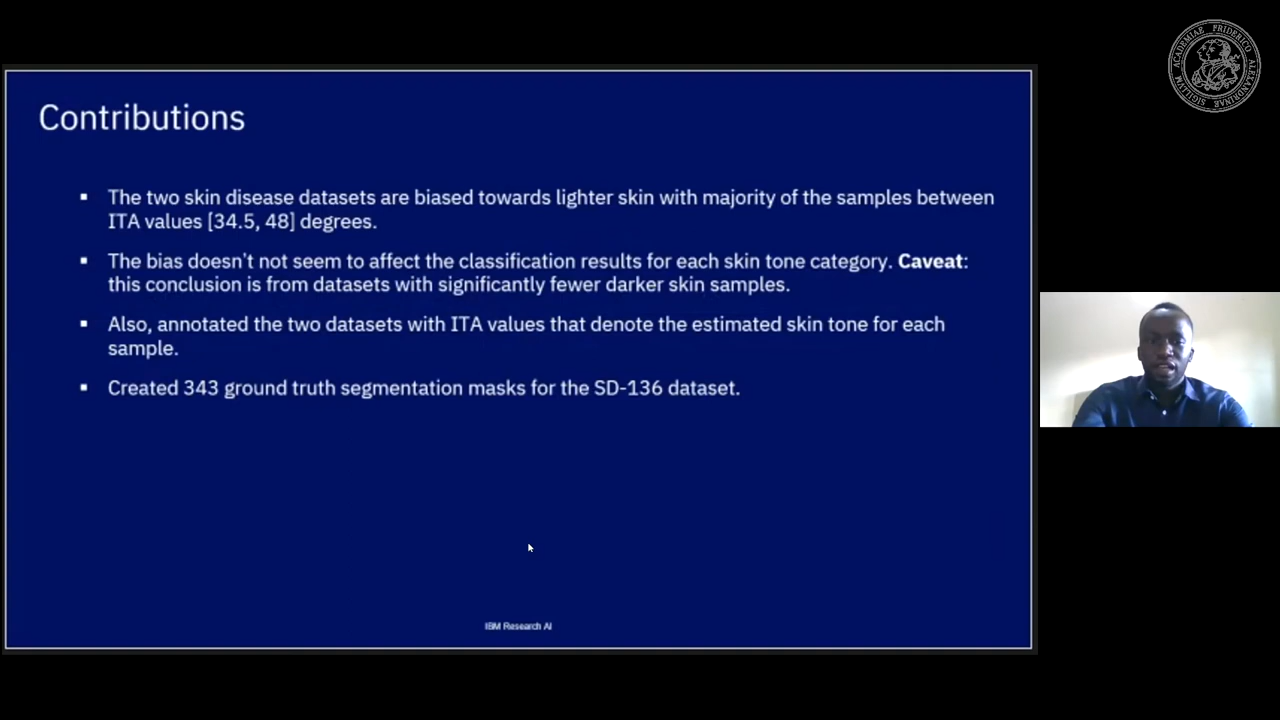 Contributions
▪ The two skin disease datasets are biased towards lighter skin with majority of the samples between
ITA values [34.5, 48] degrees.
▪ The bias doesn't not seem to affect the classification results for each skin tone category. Caveat:
this conclusion is from datasets with significantly fewer darker skin samples.
▪ Also, annotated the two datasets with ITA values that denote the estimated skin tone for each
sample.
▪ Created 343 ground truth segmentation masks for the SD-136 dataset.
IBM Research AI
ACADEMIAE FRIDERICO ALEXANDRINAE SIGILLVM